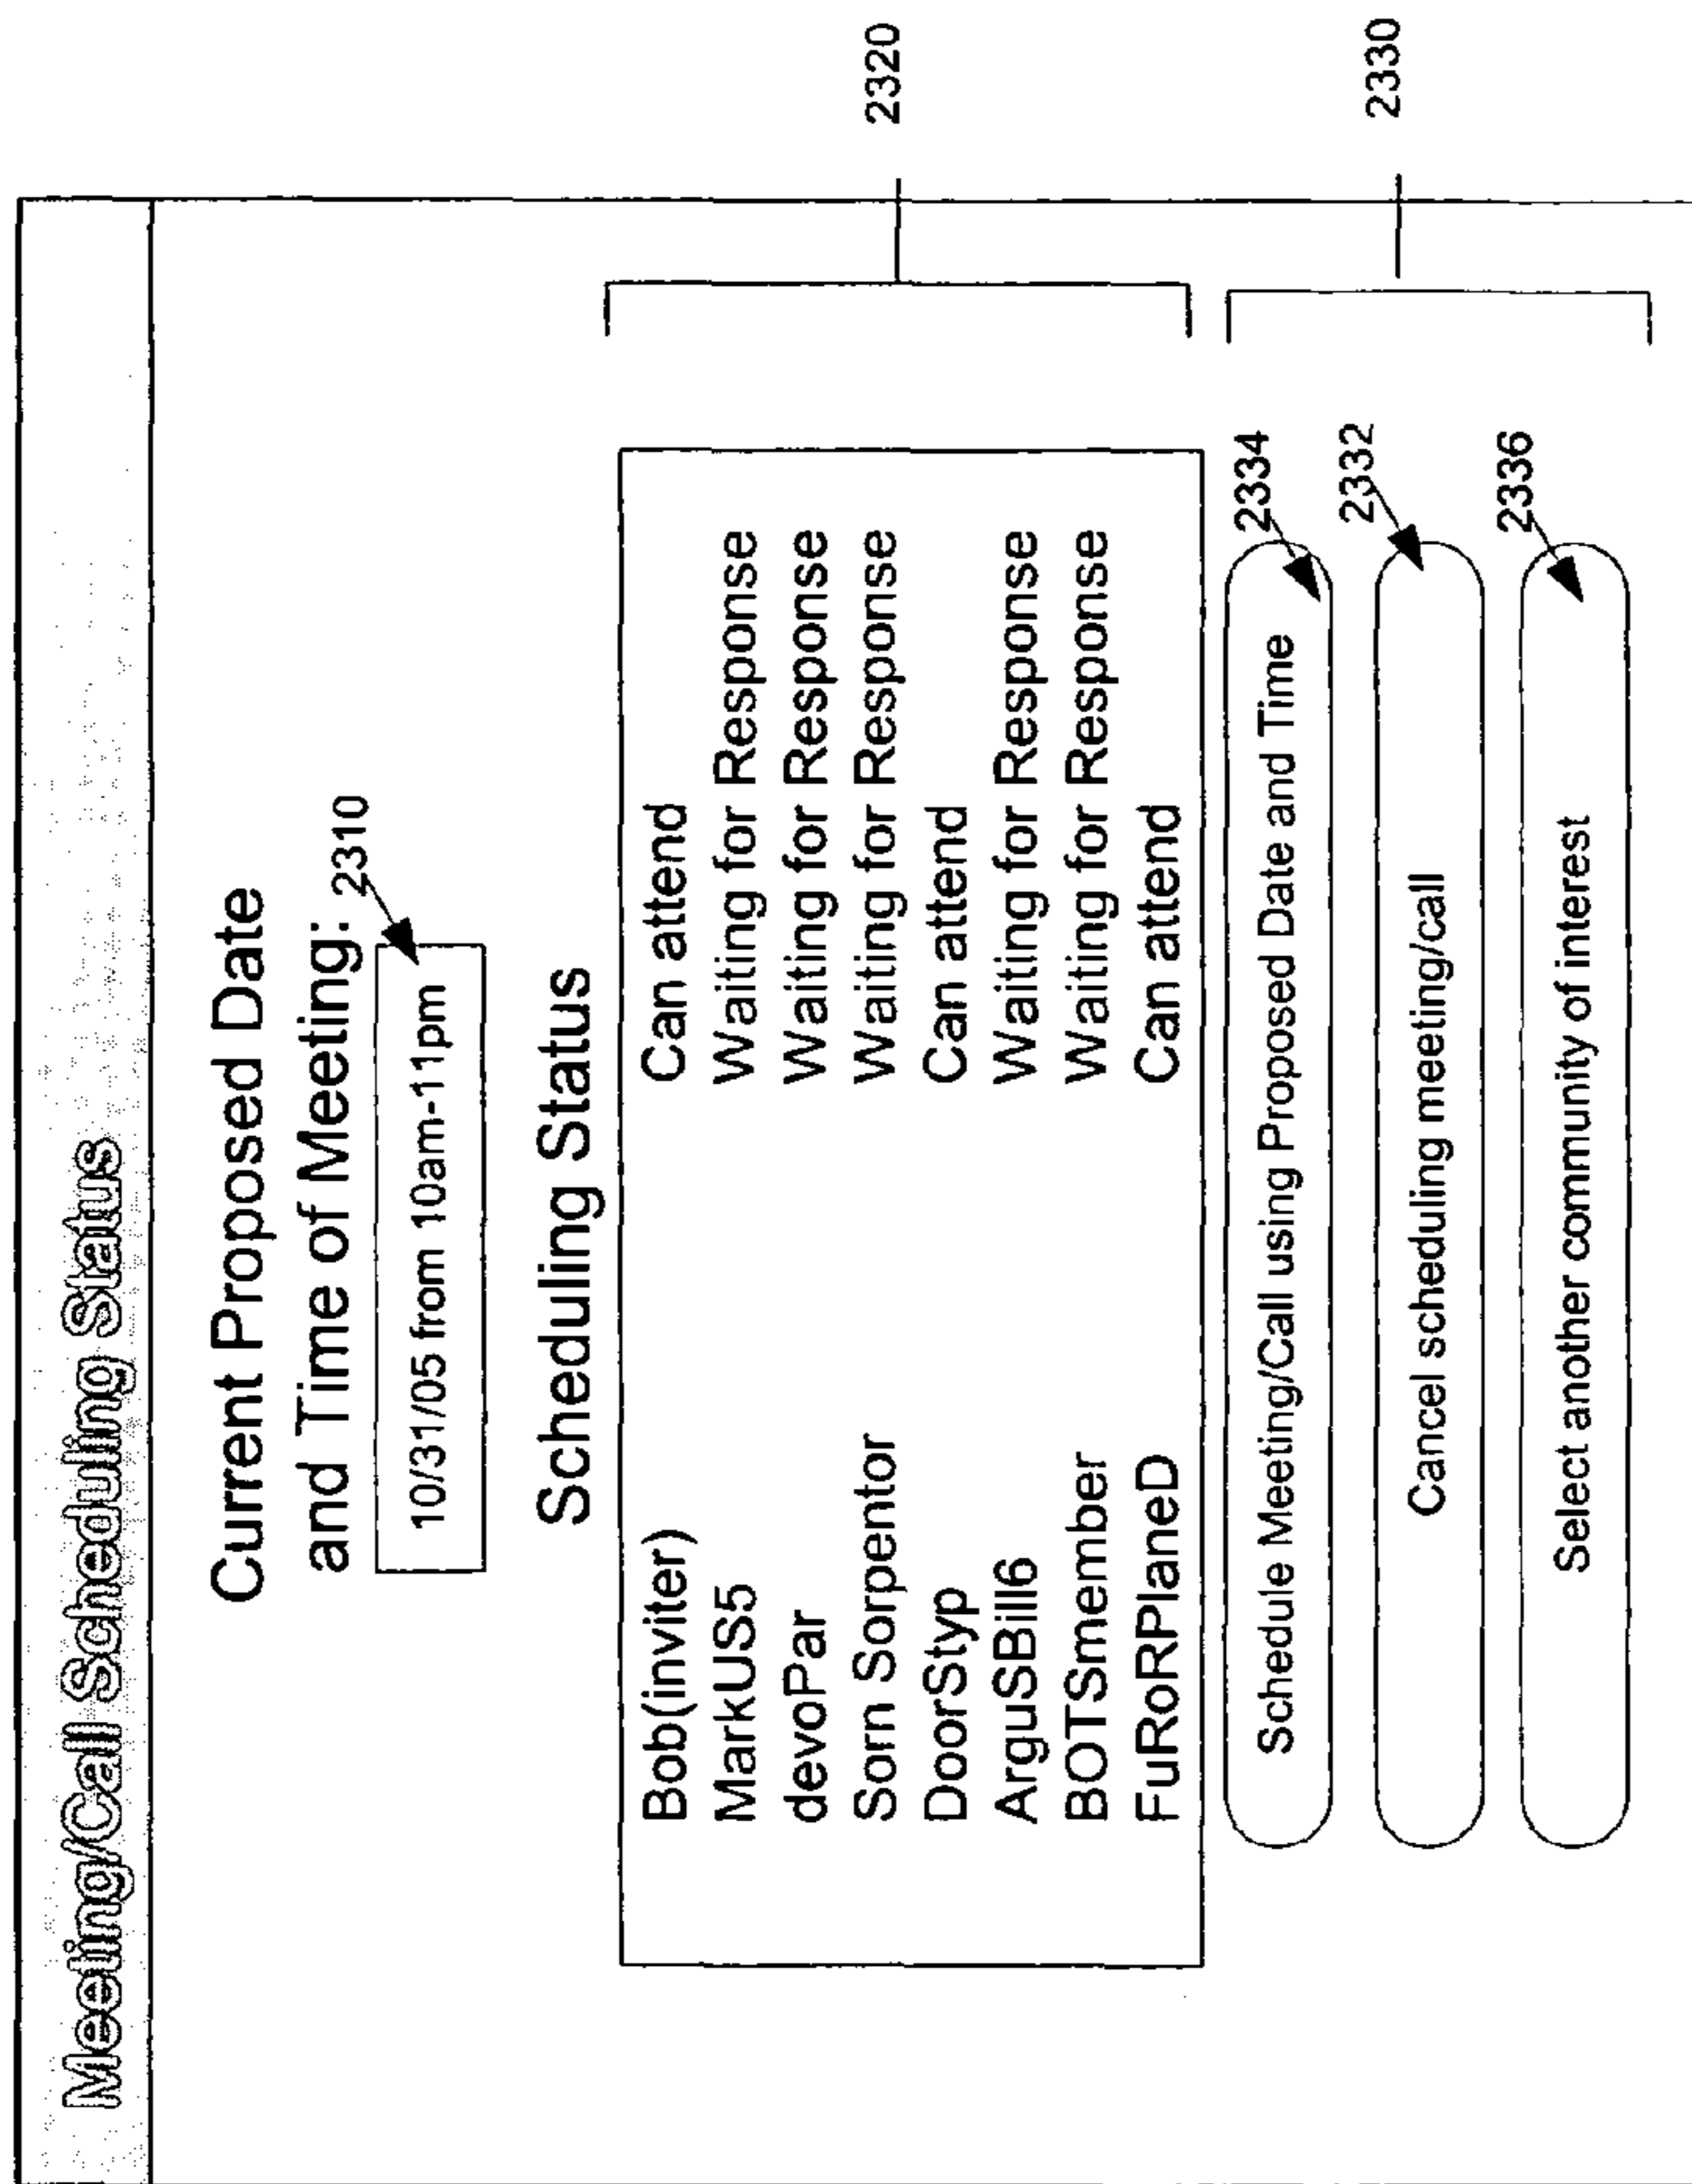 Meeting/Call Scheduling Status
Current Proposed Date
and Time of Meeting:
2310
10/31/05 from 10am-11pm
Scheduling Status
Bob(inviter) Can attend
MarkUS5 Waiting for Response
devoPar Waiting for Response
Sorn Sorpentor Waiting for Response
DoorStyp Can attend
ArguSBill6 Waiting for Response
BOTSmember Waiting for Response
FuRoRPlaneD Can attend
2320
Schedule Meeting/Call using Proposed Date and Time
2334
Cancel scheduling meeting/call
2332
Select another community of interest
2336
2330